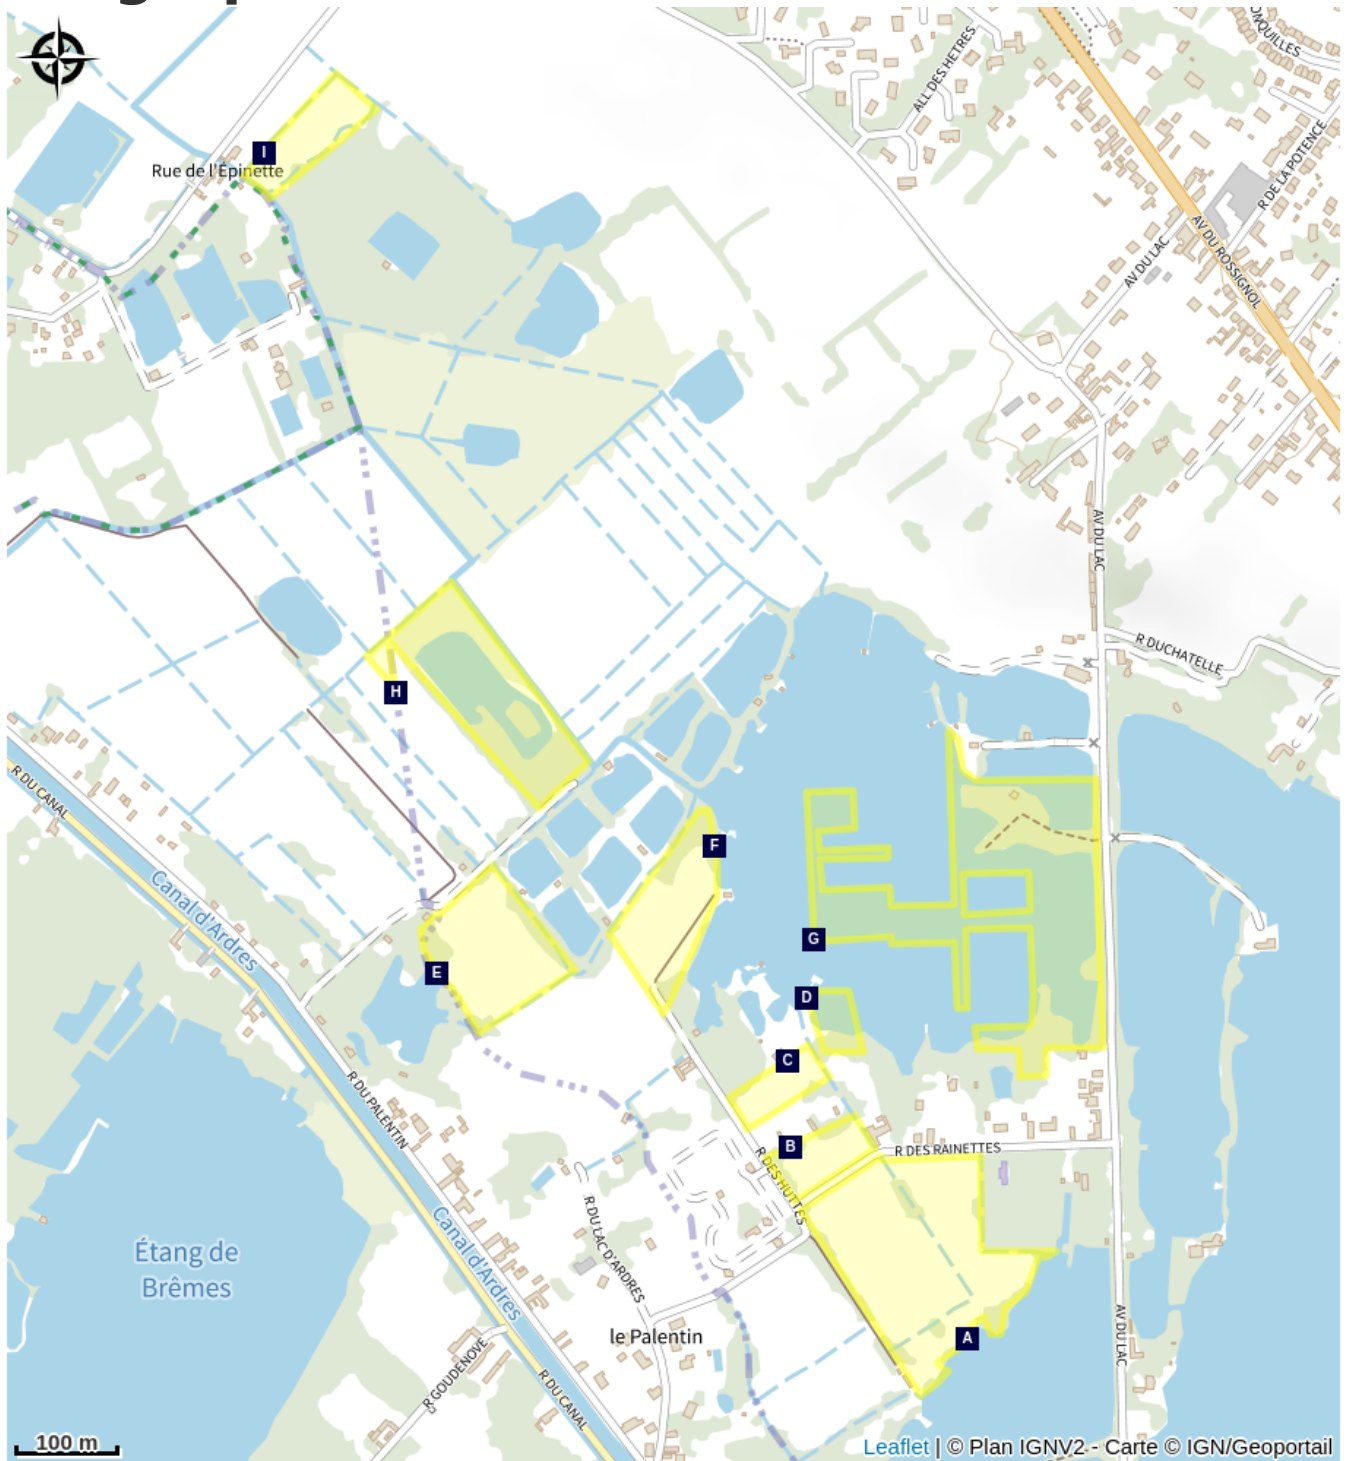 ONQUILLES
ALL DES HETRES
R DE LA POTENCE
I
Rue de l'Épinette
AV DU LAC
AV DU ROSSIGNOL
AV DU LAC
R DUCHATELLE
H
R DU CANAL
F
Canal d'Ardres
G
E
D
C
R DU PALENTIN
B
R DES HUTTES
R DES RAINETTES
R DU LAC D'ARDRES
Canal d'Ardres
Étang de
Brêmes
le Palentin
A
AV DU LAC
R GOUDENOVE
R DU CANAL
100 m
Leaflet | © Plan IGNV2 - Carte © IGN/Geoportail